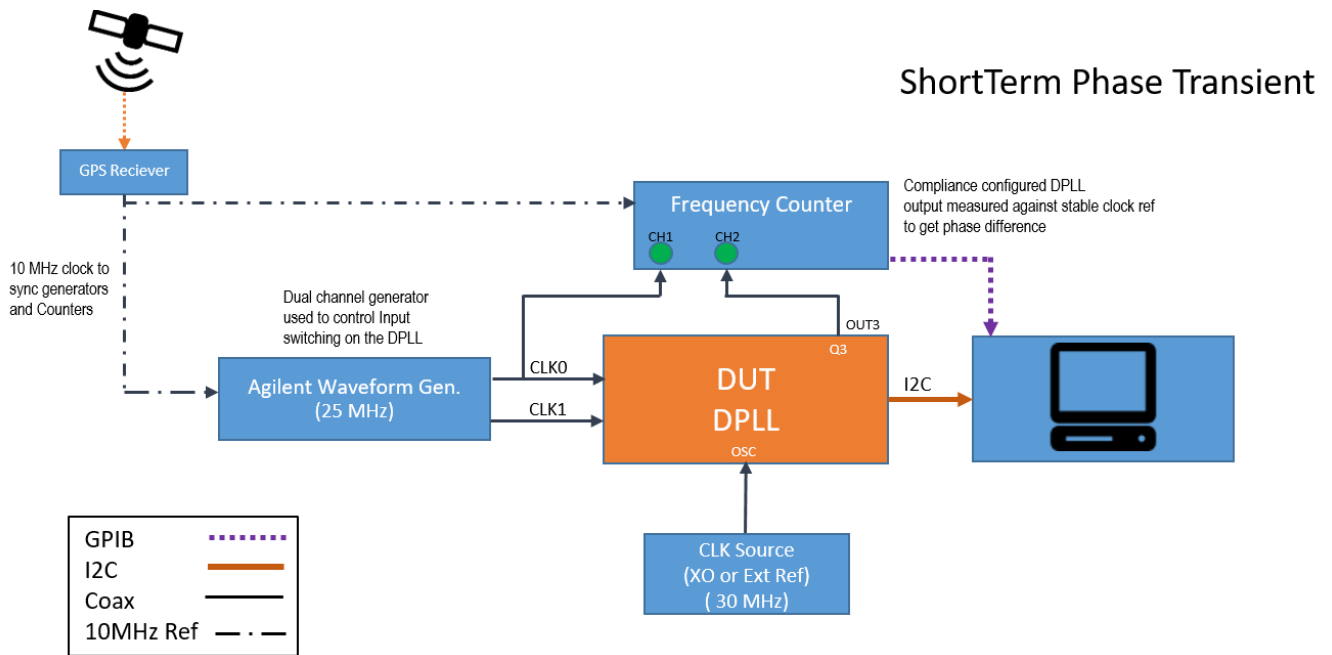 ShortTerm Phase Transient
GPS Reciever
Frequency Counter
CH1
CH2
Compliance configured DPLL
output measured against stable clock ref
to get phase difference
10 MHz clock to
sync generators
and Counters
Dual channel generator
used to control Input
switching on the DPLL
OUT3
Q3
Agilent Waveform Gen.
(25 MHz)
CLK0
CLK1
DUT
DPLL
OSC
I2C
CLK Source
(XO or Ext Ref)
( 30 MHz)
GPIB
I2C
Coax
10MHz Ref